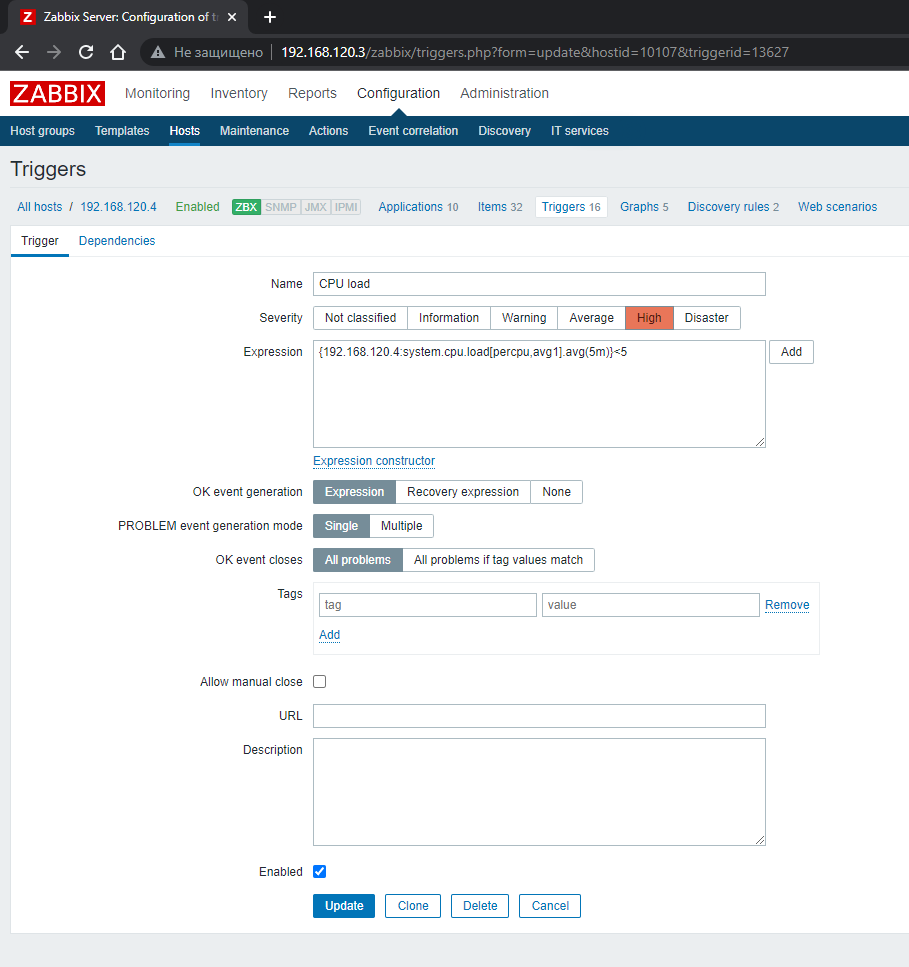 Z Zabbix Server: Configuration of tr
Не защищено 192.168.120.3/zabbix/triggers.php?form=update&hostid=10107&triggerid=13627
ZABBIX Monitoring Inventory Reports Configuration Administration
Host groups Templates Hosts Maintenance Actions Event correlation Discovery IT services
Triggers
All hosts / 192.168.120.4 Enabled ZBX SNMP JMX IPMI Applications 10 Items 32 Triggers 16 Graphs 5 Discovery rules 2 Web scenarios
Trigger Dependencies
Name CPU load
Severity Not classified Information Warning Average High Disaster
Expression {192.168.120.4:system.cpu.load[percpu,avg1].avg(5m)}<5 Add
Expression constructor
OK event generation Expression Recovery expression None
PROBLEM event generation mode Single Multiple
OK event closes All problems All problems if tag values match
Tags tag value Remove
Add
Allow manual close
URL
Description
Enabled
Update Clone Delete Cancel